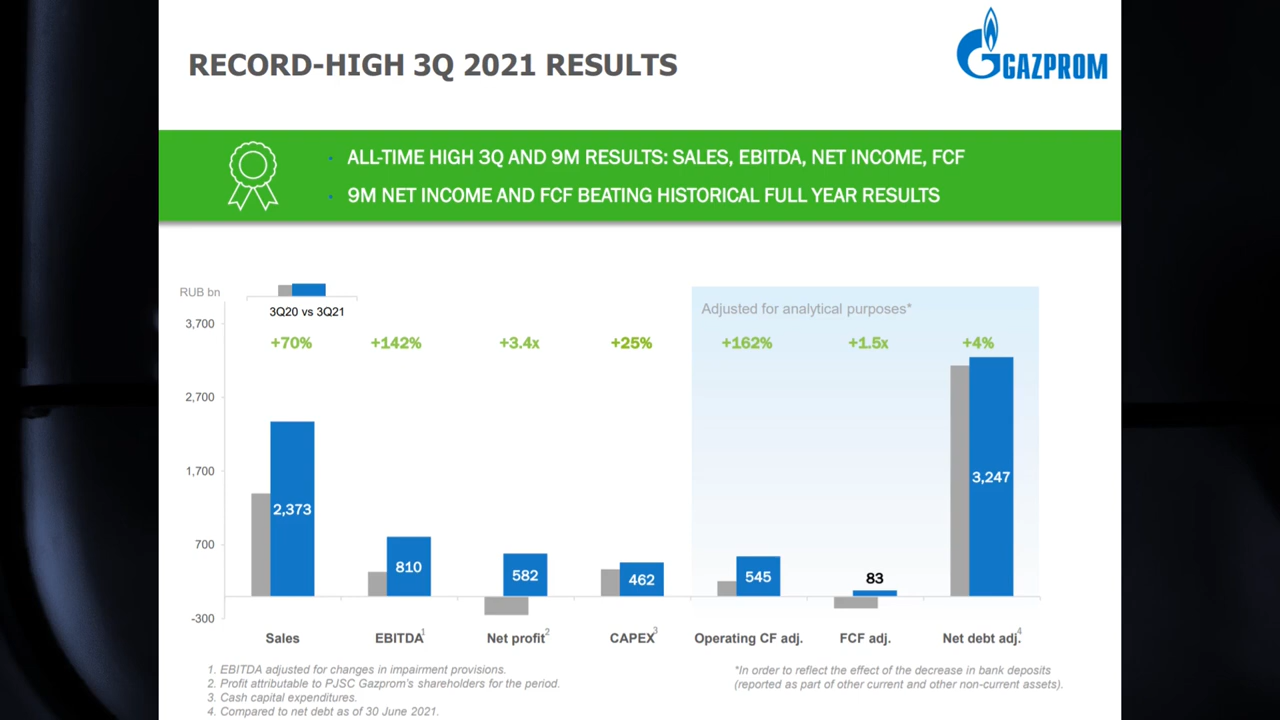 RECORD-HIGH 3Q 2021 RESULTS
GAZPROM
• ALL-TIME HIGH 3Q AND 9M RESULTS: SALES, EBITDA, NET INCOME, FCF
• 9M NET INCOME AND FCF BEATING HISTORICAL FULL YEAR RESULTS
RUB bn
3Q20 vs 3Q21
Adjusted for analytical purposes*
3,700
2,700
1,700
700
-300
+70% +142% +3.4x +25% +162% +1.5x +4%
2,373 810 582 462 545 83 3,247
Sales EBITDA1 Net profit2 CAPEX3 Operating CF adj. FCF adj. Net debt adj.4
1. EBITDA adjusted for changes in impairment provisions.
2. Profit attributable to PJSC Gazprom's shareholders for the period.
3. Cash capital expenditures.
4. Compared to net debt as of 30 June 2021.
*In order to reflect the effect of the decrease in bank deposits
(reported as part of other current and other non-current assets).